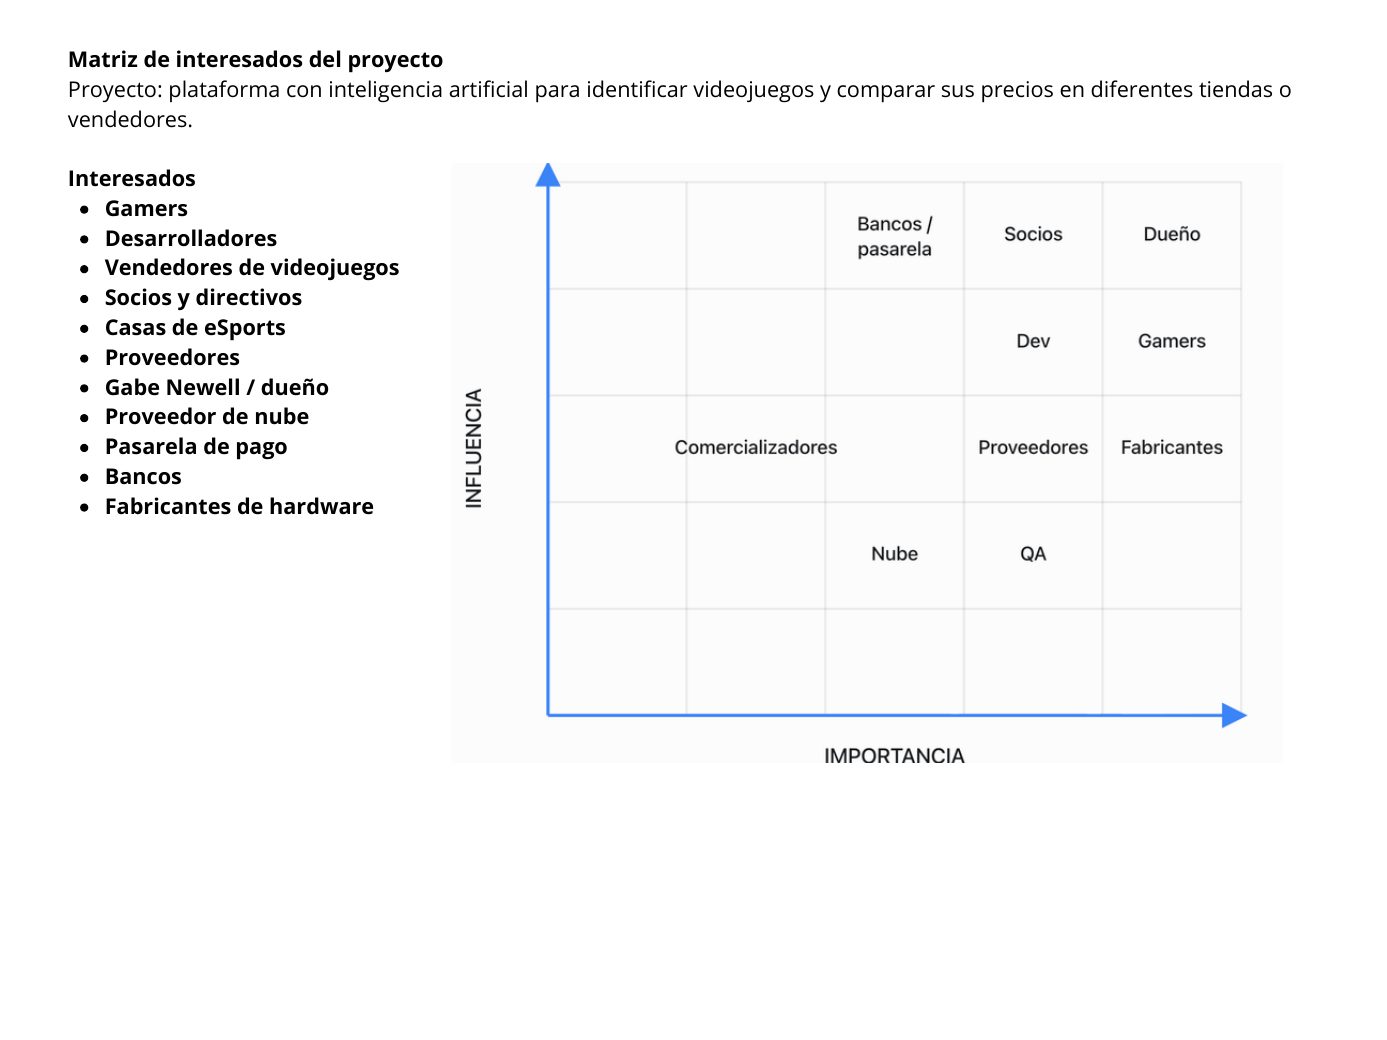 Matriz de interesados del proyecto
Proyecto: plataforma con inteligencia artificial para identificar videojuegos y comparar sus precios en diferentes tiendas o
vendedores.
Interesados
Gamers
Desarrolladores
Vendedores de videojuegos
Socios y directivos
Casas de eSports
Proveedores
Gabe Newell / dueño
Proveedor de nube
Pasarela de pago
Bancos
Fabricantes de hardware
INFLUENCIA
Bancos /
pasarela
Socios
Dueño
Dev
Gamers
Comercializadores
Proveedores
Fabricantes
Nube
QA
IMPORTANCIA